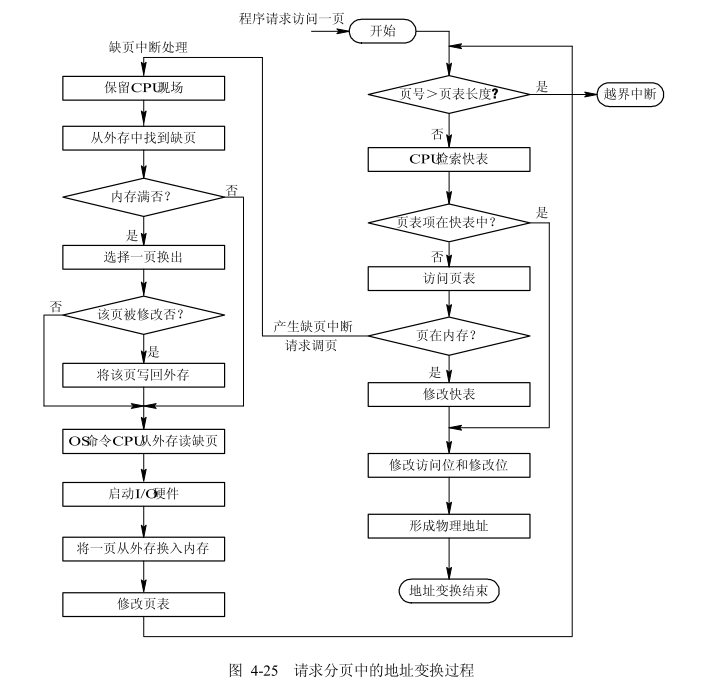 程序请求访问一页
开始
缺页中断处理
保留CPU现场
从外存中找到缺页
内存满否?
否
是
选择一页换出
否
该页被修改否?
是
将该页写回外存
OS命令CPU从外存读缺页
启动I/O硬件
将一页从外存换入内存
修改页表
页号＞页表长度?
是
越界中断
否
CPU检索快表
页表项在快表中?
是
否
访问页表
产生缺页中断
请求调页
页在内存?
是
修改快表
修改访问位和修改位
形成物理地址
地址变换结束
图 4-25 请求分页中的地址变换过程